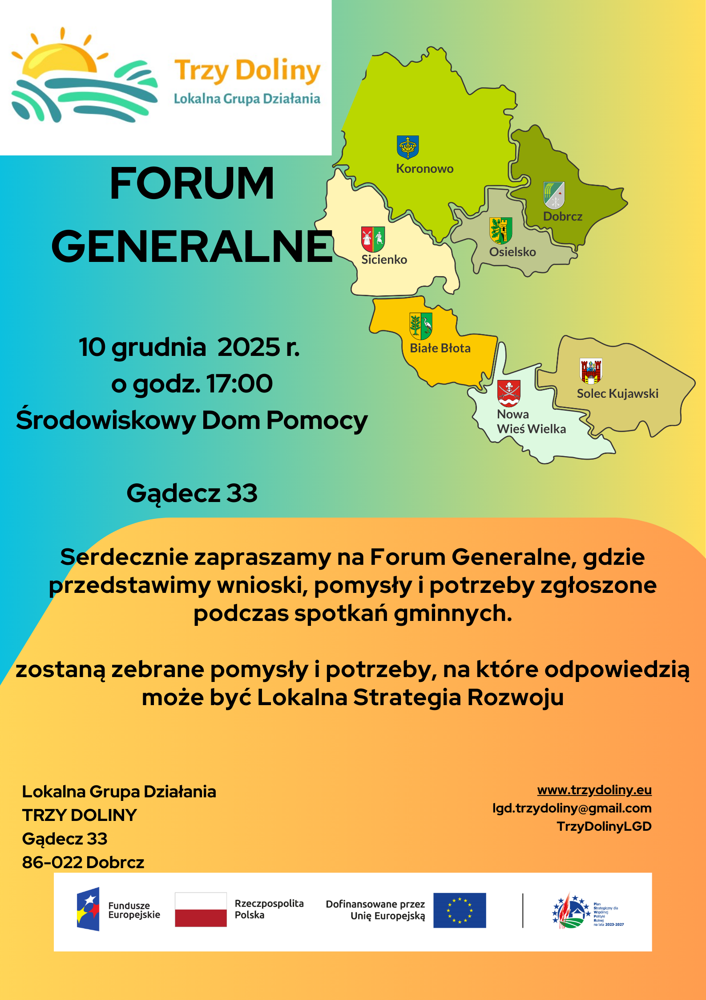 Trzy Doliny
Lokalna Grupa Działania
Koronowo
Dobrcz
Osielsko
Sicienko
Białe Błota
Solec Kujawski
Nowa
Wieś Wielka
FORUM
GENERALNE
10 grudnia  2025 r.
o godz. 17:00
Środowiskowy Dom Pomocy
Gądecz 33
Serdecznie zapraszamy na Forum Generalne, gdzie
przedstawimy wnioski, pomysły i potrzeby zgłoszone
podczas spotkań gminnych.
zostaną zebrane pomysły i potrzeby, na które odpowiedzią
może być Lokalna Strategia Rozwoju
Lokalna Grupa Działania
TRZY DOLINY
Gądecz 33
86-022 Dobrcz
www.trzydoliny.eu
lgd.trzydoliny@gmail.com
TrzyDolinyLGD
Fundusze
Europejskie
Rzeczpospolita
Polska
Dofinansowane przez
Unię Europejską
Plan
Strategiczny dla
Wspólnej
Polityki
Rolnej
na lata 2023-2027